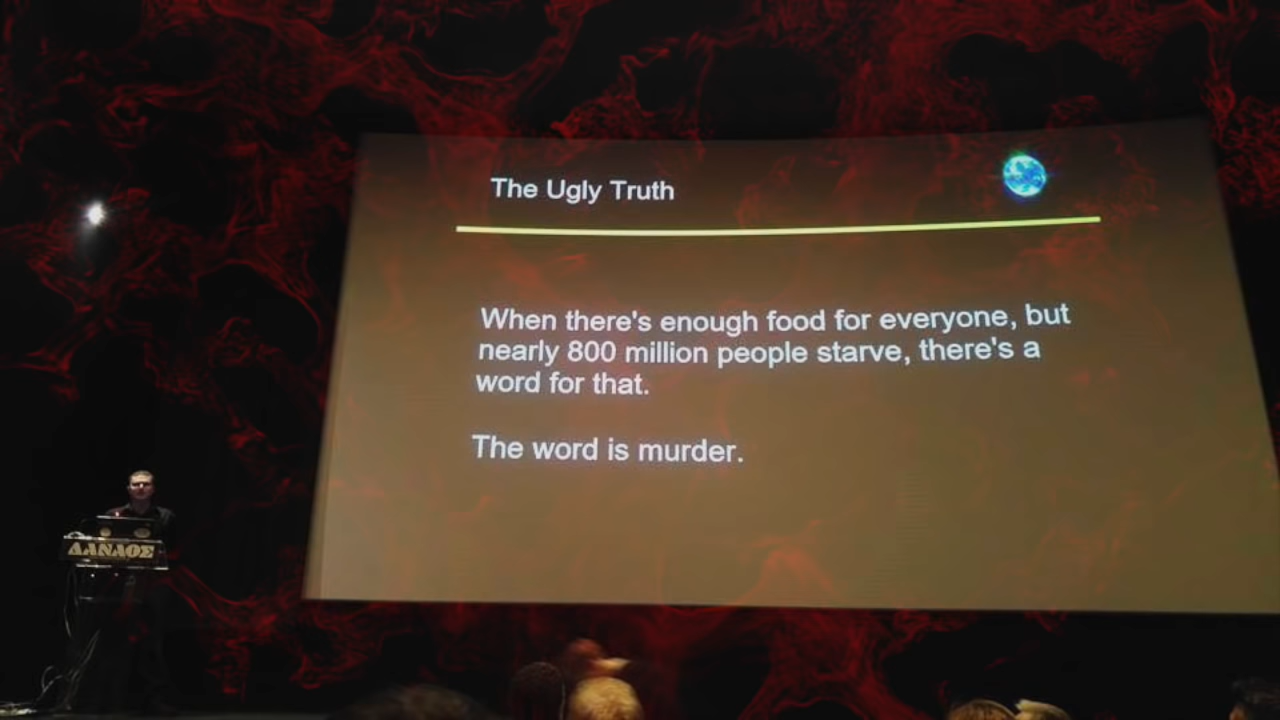 The Ugly Truth
When there's enough food for everyone, but
nearly 800 million people starve, there's a
word for that.
The word is murder.
ΔΑΝΑΟΣ